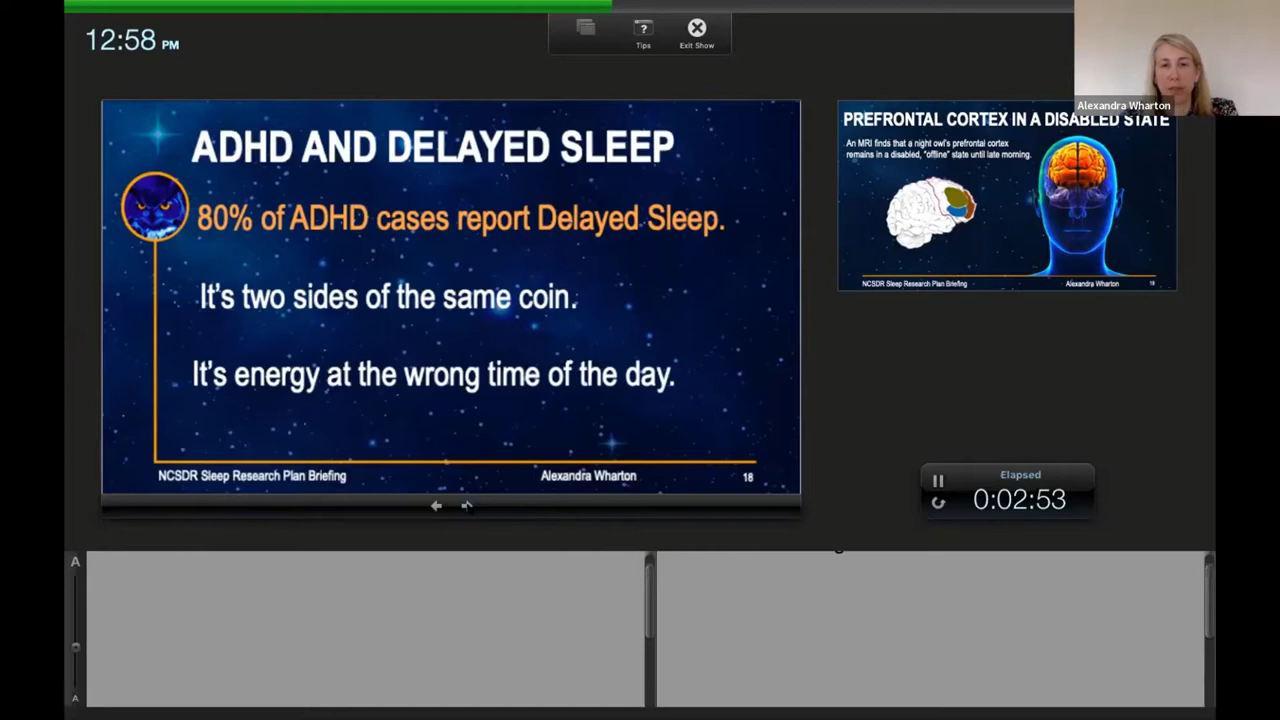 12:58 PM
Tips
Exit Show
Alexandra Wharton
ADHD AND DELAYED SLEEP
80% of ADHD cases report Delayed Sleep.
It's two sides of the same coin.
It's energy at the wrong time of the day.
NCSDR Sleep Research Plan Briefing
Alexandra Wharton
18
PREFRONTAL CORTEX IN A DISABLED STATE
An MRI finds that a night owl's prefrontal cortex
remains in a disabled, "offline" state until late morning.
NCSDR Sleep Research Plan Briefing
Alexandra Wharton
19
Elapsed
0:02:53
A
A